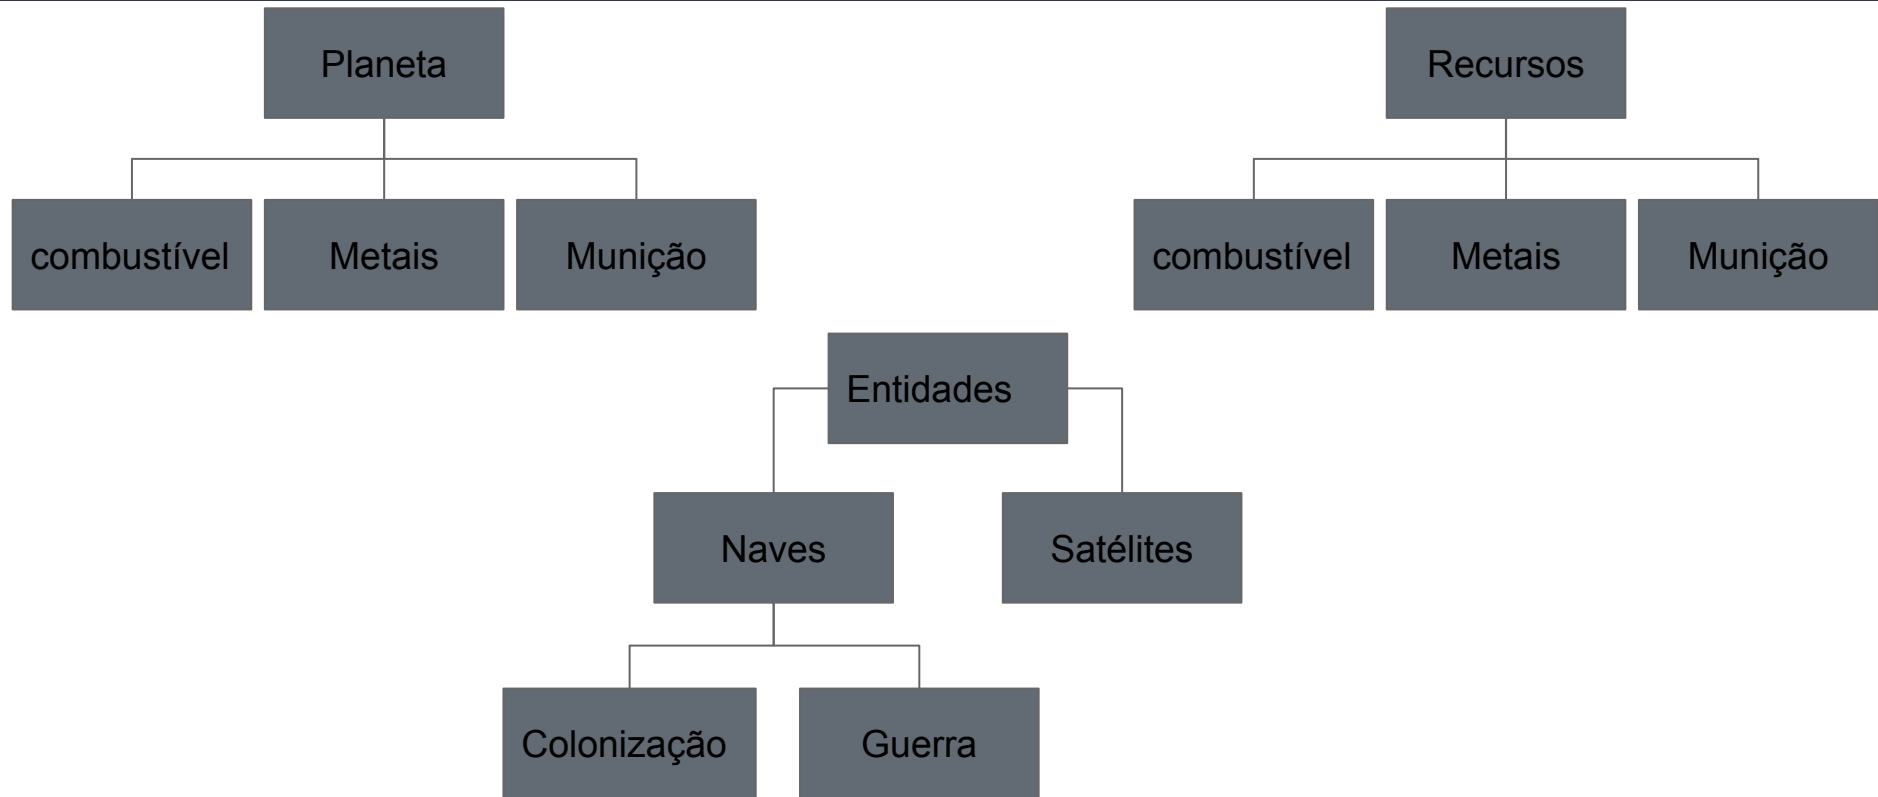 Planeta
Recursos
combustível
Metais
Munição
combustível
Metais
Munição
Entidades
Naves
Satélites
Colonização
Guerra